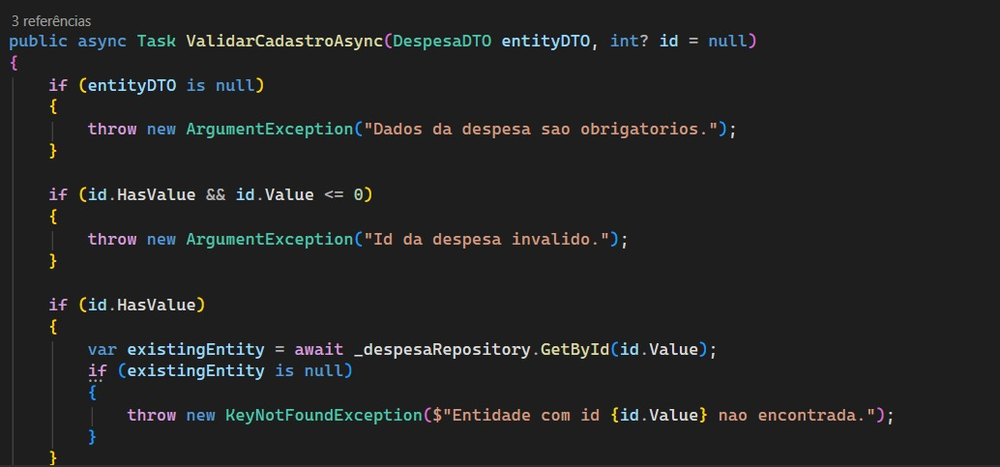 3 referências
public async Task ValidarCadastroAsync(DespesaDTO entityDTO, int? id = null)
{
if (entityDTO is null)
{
throw new ArgumentException("Dados da despesa sao obrigatorios.");
}
if (id.HasValue && id.Value <= 0)
{
throw new ArgumentException("Id da despesa invalido.");
}
if (id.HasValue)
{
var existingEntity = await _despesaRepository.GetById(id.Value);
if (existingEntity is null)
{
throw new KeyNotFoundException($"Entidade com id {id.Value} nao encontrada.");
}
}